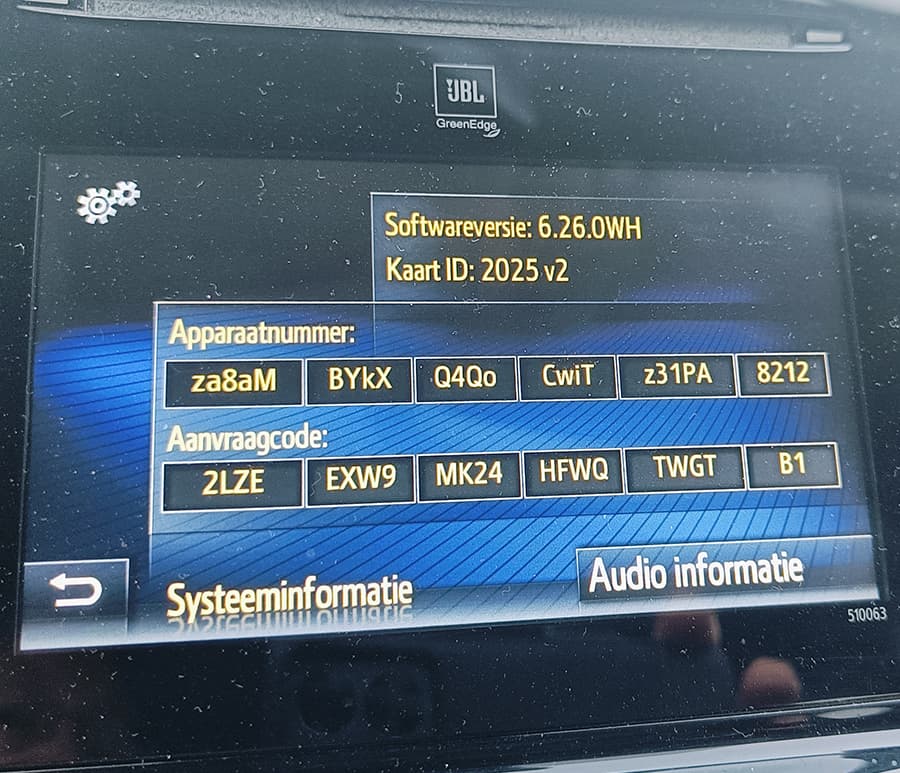 JBL
GreenEdge
Softwareversie: 6.26.0WH
Kaart ID: 2025 v2
Apparaatnummer:
za8aM BYkX Q4Qo CwiT z31PA 8212
Aanvraagcode:
2LZE EXW9 MK24 HFWQ TWGT B1
Systeeminformatie
Audio informatie
510063